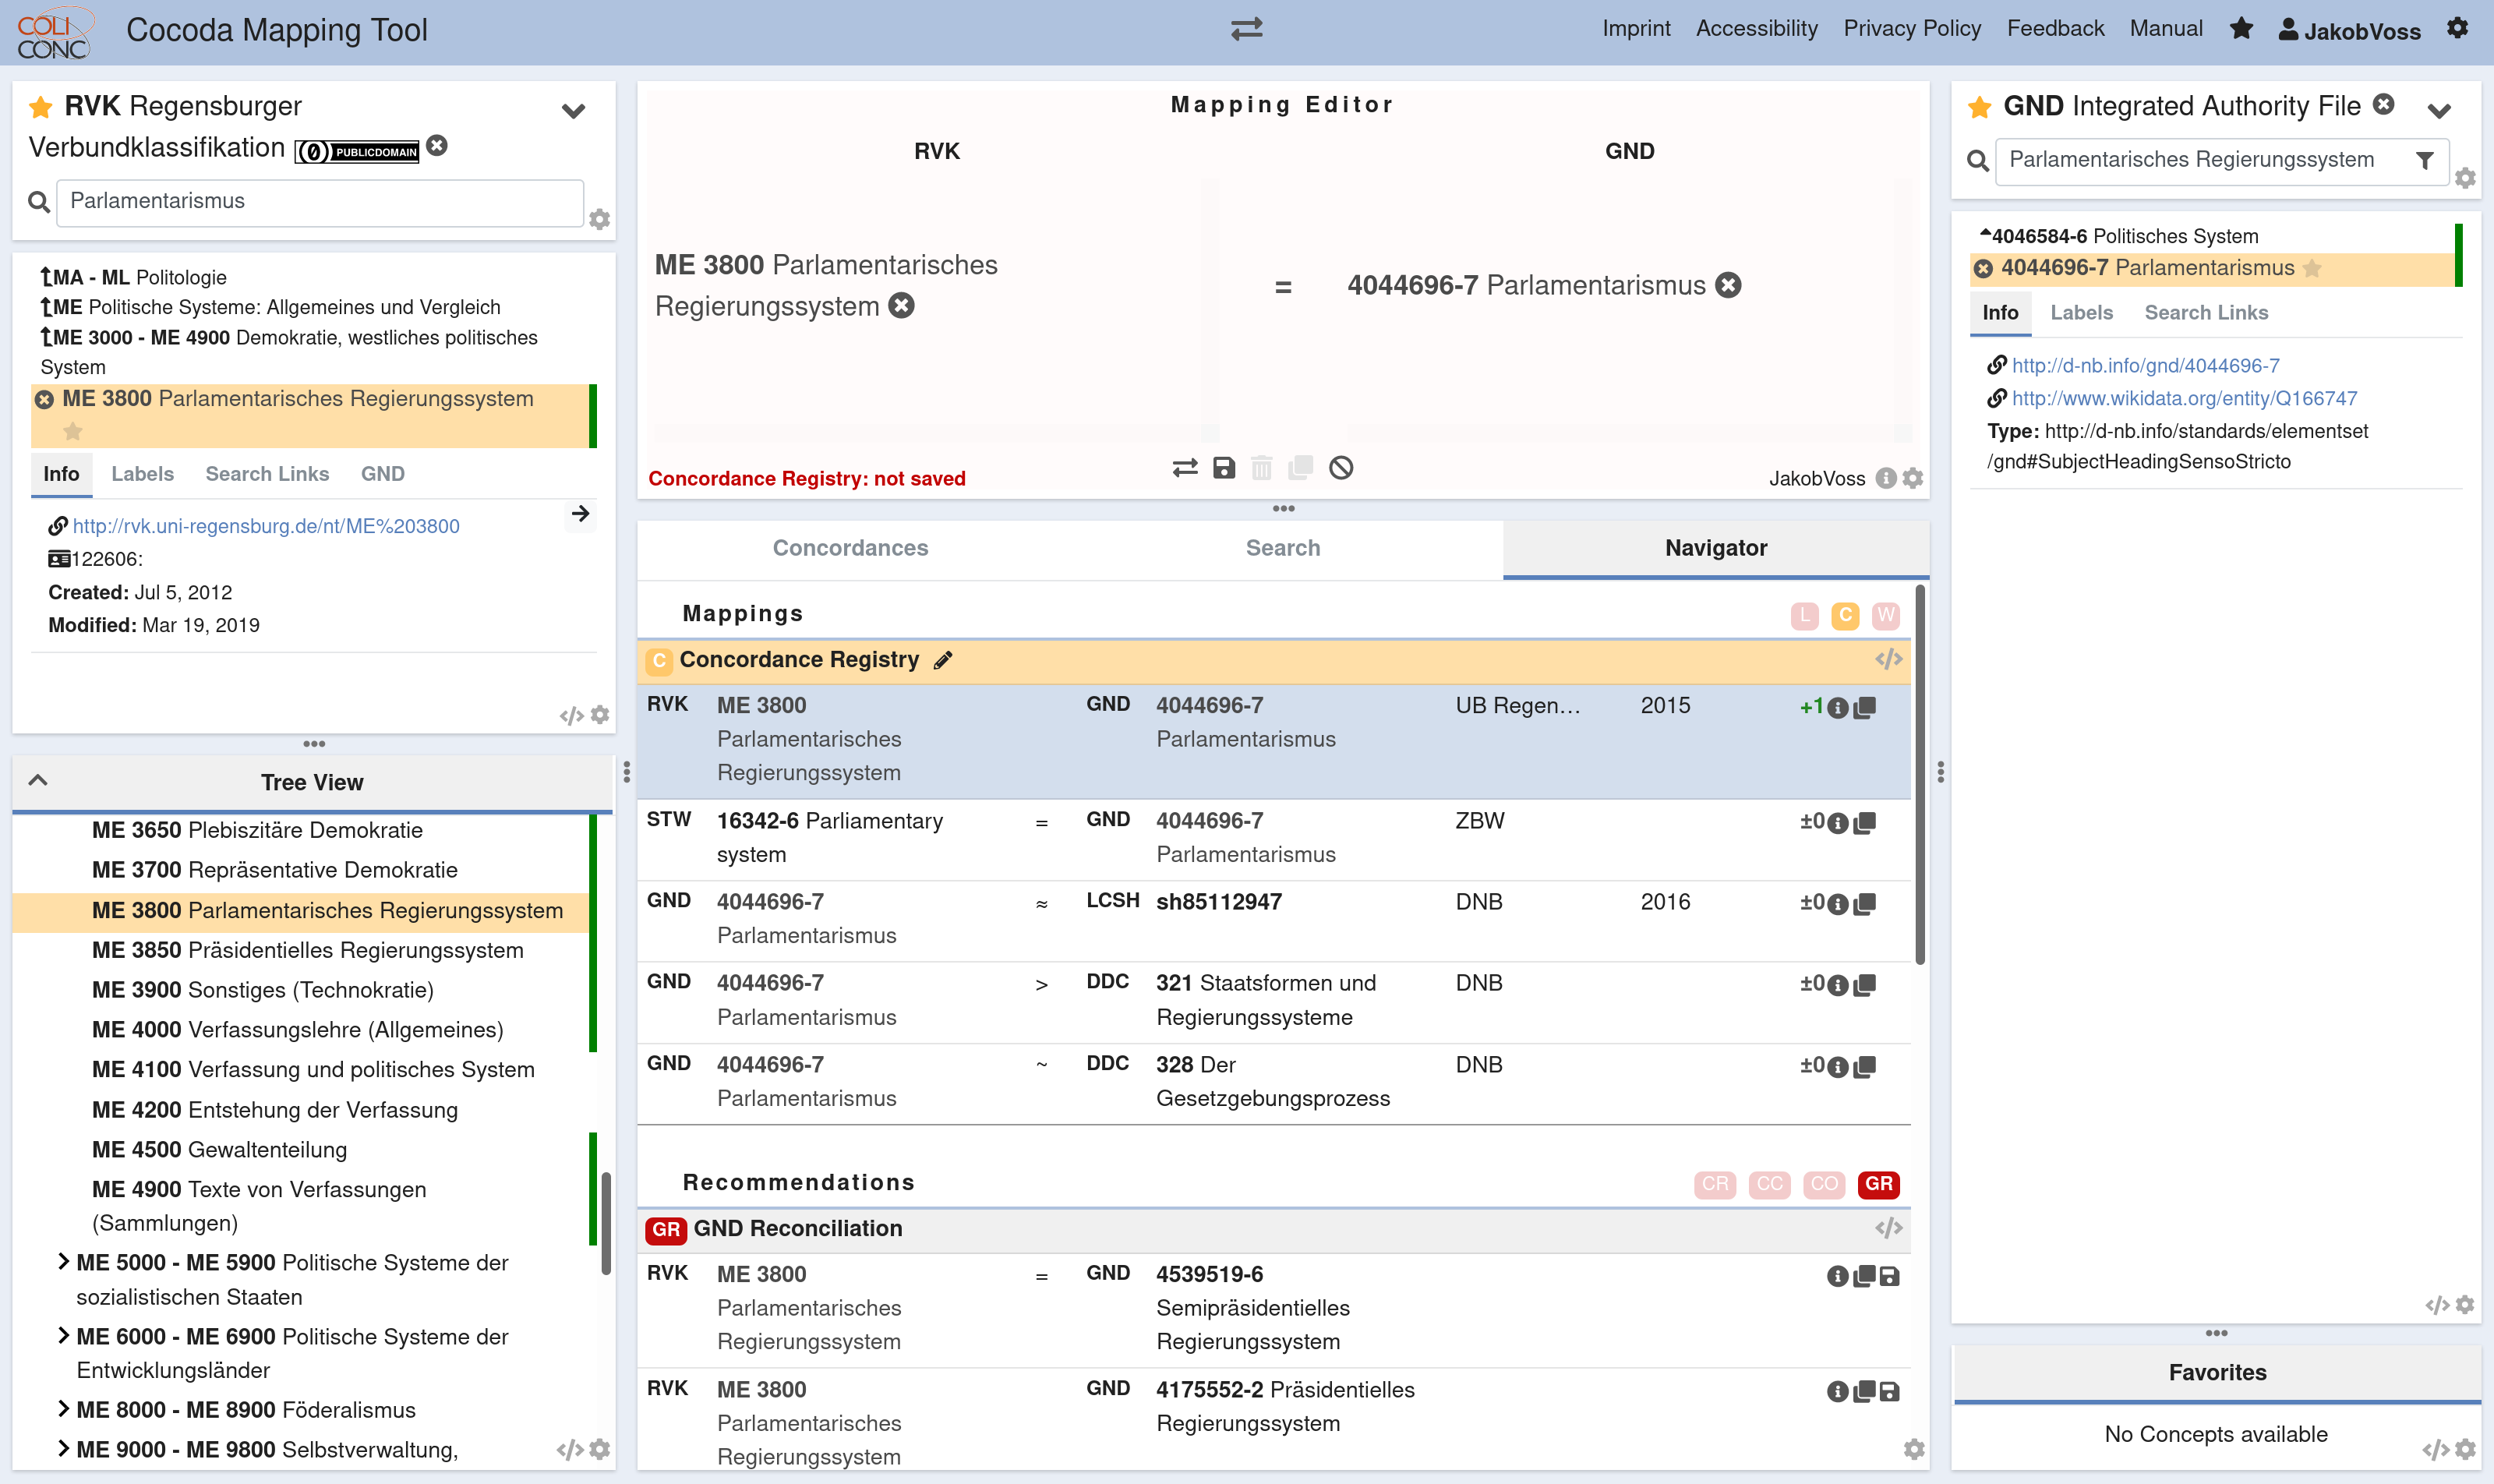 COLI
CONC
Cocoda Mapping Tool
Imprint Accessibility Privacy Policy Feedback Manual JakobVoss
RVK Regensburger
Verbundklassifikation PUBLICDOMAIN
Parlamentarismus
MA - ML Politologie
ME Politische Systeme: Allgemeines und Vergleich
ME 3000 - ME 4900 Demokratie, westliches politisches
System
ME 3800 Parlamentarisches Regierungssystem
Info Labels Search Links GND
http://rvk.uni-regensburg.de/nt/ME%203800
122606:
Created: Jul 5, 2012
Modified: Mar 19, 2019
</>
Tree View
ME 3650 Plebiszitäre Demokratie
ME 3700 Repräsentative Demokratie
ME 3800 Parlamentarisches Regierungssystem
ME 3850 Präsidentielles Regierungssystem
ME 3900 Sonstiges (Technokratie)
ME 4000 Verfassungslehre (Allgemeines)
ME 4100 Verfassung und politisches System
ME 4200 Entstehung der Verfassung
ME 4500 Gewaltenteilung
ME 4900 Texte von Verfassungen
(Sammlungen)
ME 5000 - ME 5900 Politische Systeme der
sozialistischen Staaten
ME 6000 - ME 6900 Politische Systeme der
Entwicklungsländer
ME 8000 - ME 8900 Föderalismus
ME 9000 - ME 9800 Selbstverwaltung,
</>
Mapping Editor
RVK GND
ME 3800 Parlamentarisches
Regierungssystem
=
4044696-7 Parlamentarismus
Concordance Registry: not saved
JakobVoss
Concordances Search Navigator
Mappings L C W
C Concordance Registry </>
RVK ME 3800 GND 4044696-7 UB Regen… 2015 +1
Parlamentarisches Parlamentarismus
Regierungssystem
STW 16342-6 Parliamentary = GND 4044696-7 ZBW ±0
system Parlamentarismus
GND 4044696-7 ≈ LCSH sh85112947 DNB 2016 ±0
Parlamentarismus
GND 4044696-7 > DDC 321 Staatsformen und DNB ±0
Parlamentarismus Regierungssysteme
GND 4044696-7 ~ DDC 328 Der DNB ±0
Parlamentarismus Gesetzgebungsprozess
Recommendations CR CC CO GR
GR GND Reconciliation </>
RVK ME 3800 = GND 4539519-6
Parlamentarisches Semipräsidentielles
Regierungssystem Regierungssystem
RVK ME 3800 GND 4175552-2 Präsidentielles
Parlamentarisches Regierungssystem
Regierungssystem
GND Integrated Authority File
Parlamentarisches Regierungssystem
4046584-6 Politisches System
4044696-7 Parlamentarismus
Info Labels Search Links
http://d-nb.info/gnd/4044696-7
http://www.wikidata.org/entity/Q166747
Type: http://d-nb.info/standards/elementset
/gnd#SubjectHeadingSensoStricto
</>
Favorites
No Concepts available
</>